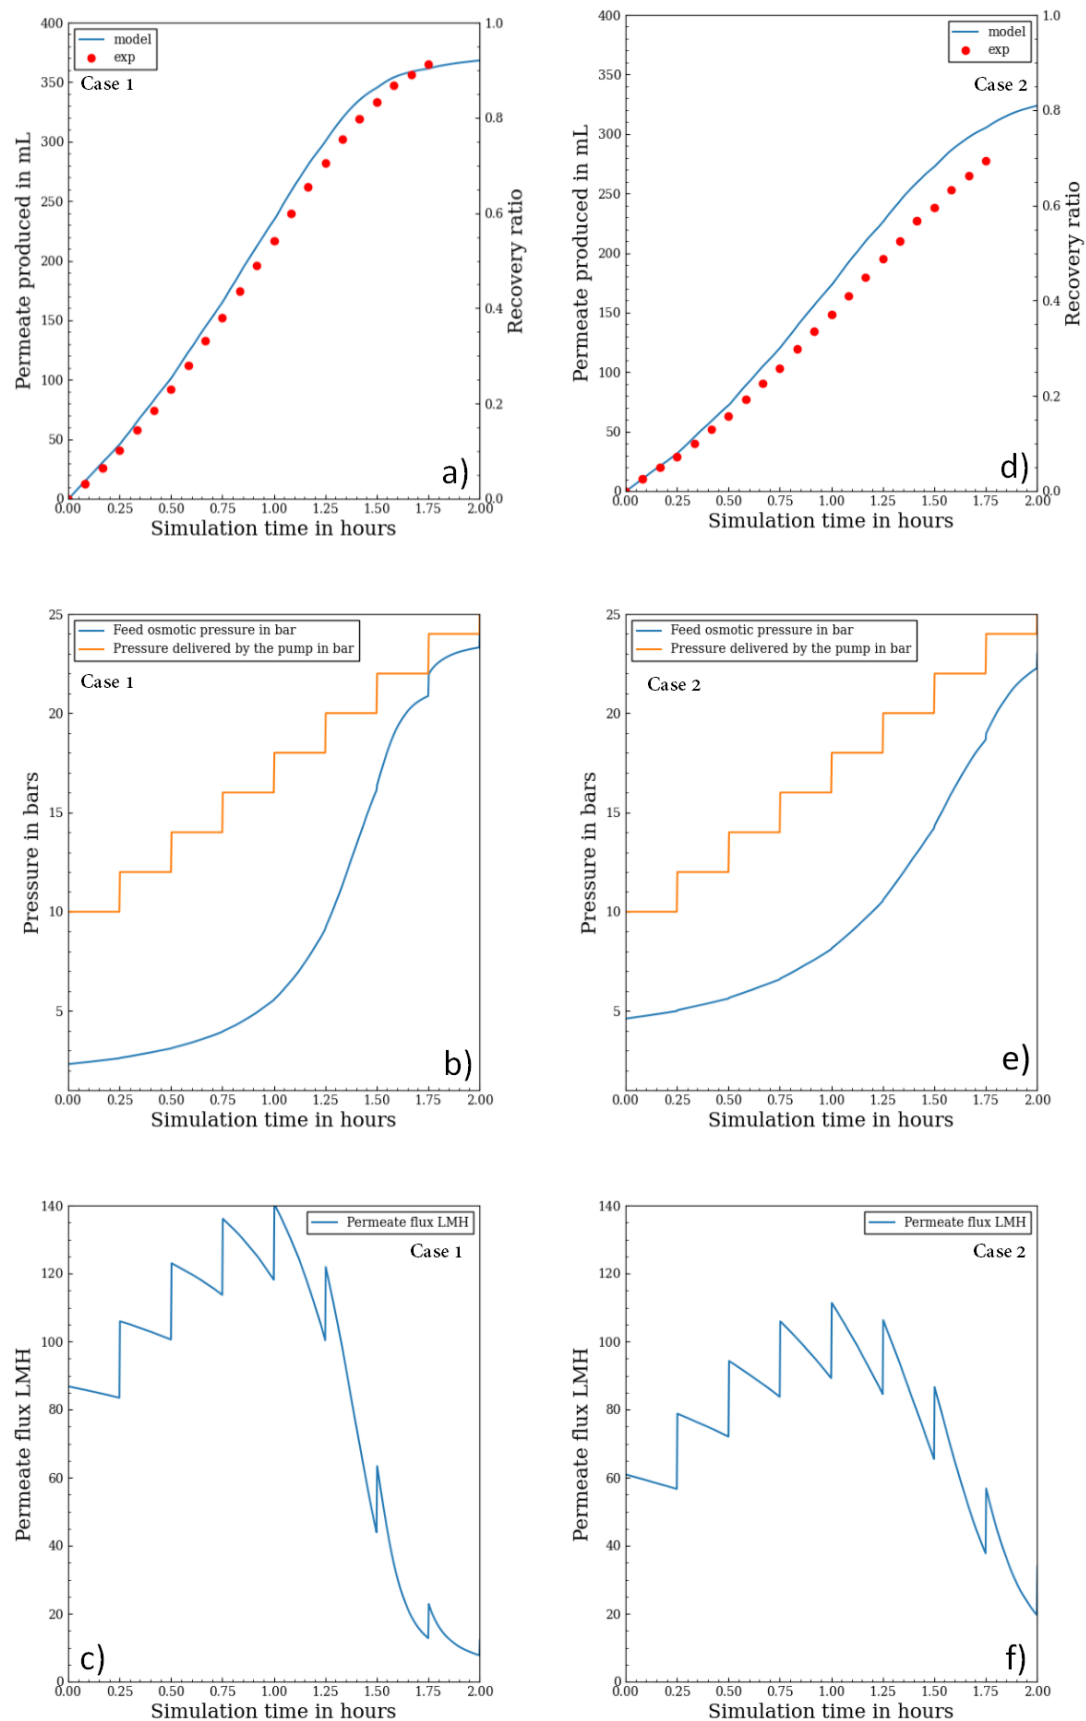 400
350
300
250
200
150
100
50
0
Permeate produced in mL
model
exp
Case 1
1.0
0.8
0.6
0.4
0.2
0.0
Recovery ratio
a)
0.00 0.25 0.50 0.75 1.00 1.25 1.50 1.75 2.00
Simulation time in hours
400
350
300
250
200
150
100
50
0
Permeate produced in mL
model
exp
Case 2
1.0
0.8
0.6
0.4
0.2
0.0
Recovery ratio
d)
0.00 0.25 0.50 0.75 1.00 1.25 1.50 1.75 2.00
Simulation time in hours
25
20
15
10
5
Pressure in bars
Feed osmotic pressure in bar
Pressure delivered by the pump in bar
Case 1
b)
0.00 0.25 0.50 0.75 1.00 1.25 1.50 1.75 2.00
Simulation time in hours
25
20
15
10
5
Pressure in bars
Feed osmotic pressure in bar
Pressure delivered by the pump in bar
Case 2
e)
0.00 0.25 0.50 0.75 1.00 1.25 1.50 1.75 2.00
Simulation time in hours
140
120
100
80
60
40
20
0
Permeate flux LMH
Permeate flux LMH
Case 1
c)
0.00 0.25 0.50 0.75 1.00 1.25 1.50 1.75 2.00
Simulation time in hours
140
120
100
80
60
40
20
0
Permeate flux LMH
Permeate flux LMH
Case 2
f)
0.00 0.25 0.50 0.75 1.00 1.25 1.50 1.75 2.00
Simulation time in hours